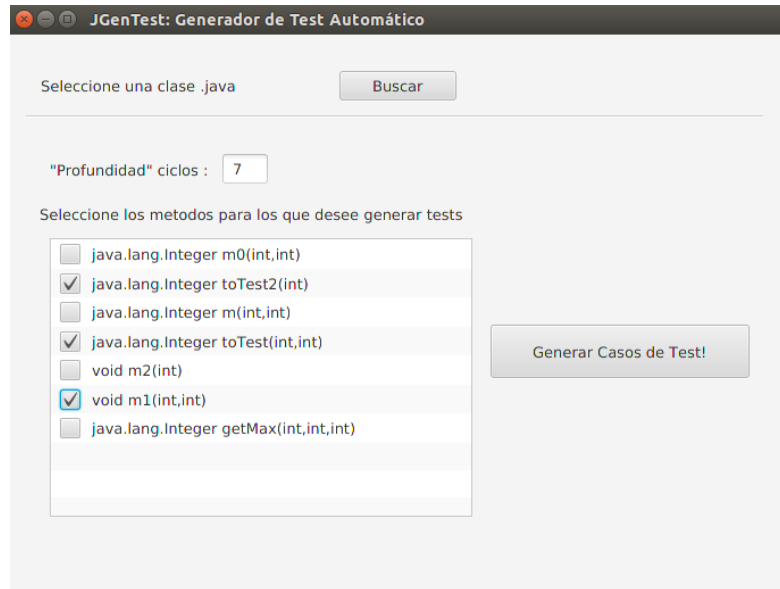 JGenTest: Generador de Test Automático
Seleccione una clase .java
Buscar
"Profundidad" ciclos :
7
Seleccione los metodos para los que desee generar tests
java.lang.Integer m0(int,int)
java.lang.Integer toTest2(int)
java.lang.Integer m(int,int)
java.lang.Integer toTest(int,int)
void m2(int)
void m1(int,int)
java.lang.Integer getMax(int,int,int)
Generar Casos de Test!